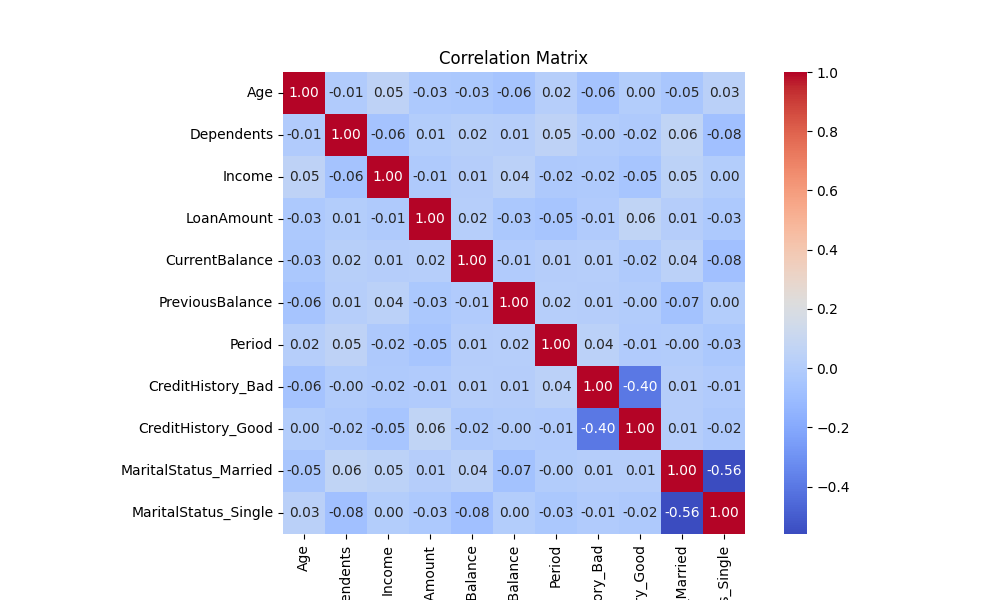 Correlation Matrix
Age 1.00 -0.01 0.05 -0.03 -0.03 -0.06 0.02 -0.06 0.00 -0.05 0.03
Dependents -0.01 1.00 -0.06 0.01 0.02 0.01 0.05 -0.00 -0.02 0.06 -0.08
Income 0.05 -0.06 1.00 -0.01 0.01 0.04 -0.02 -0.02 -0.05 0.05 0.00
LoanAmount -0.03 0.01 -0.01 1.00 0.02 -0.03 -0.05 -0.01 0.06 0.01 -0.03
CurrentBalance -0.03 0.02 0.01 0.02 1.00 -0.01 0.01 0.01 -0.02 0.04 -0.08
PreviousBalance -0.06 0.01 0.04 -0.03 -0.01 1.00 0.02 0.01 -0.00 -0.07 0.00
Period 0.02 0.05 -0.02 -0.05 0.01 0.02 1.00 0.04 -0.01 -0.00 -0.03
CreditHistory_Bad -0.06 -0.00 -0.02 -0.01 0.01 0.01 0.04 1.00 -0.40 0.01 -0.01
CreditHistory_Good 0.00 -0.02 -0.05 0.06 -0.02 -0.00 -0.01 -0.40 1.00 0.01 -0.02
MaritalStatus_Married -0.05 0.06 0.05 0.01 0.04 -0.07 -0.00 0.01 0.01 1.00 -0.56
MaritalStatus_Single 0.03 -0.08 0.00 -0.03 -0.08 0.00 -0.03 -0.01 -0.02 -0.56 1.00
Age
endents
Income
Amount
Balance
Balance
Period
ory_Bad
ry_Good
_Married
s_Single
1.0
0.8
0.6
0.4
0.2
0.0
−0.2
−0.4